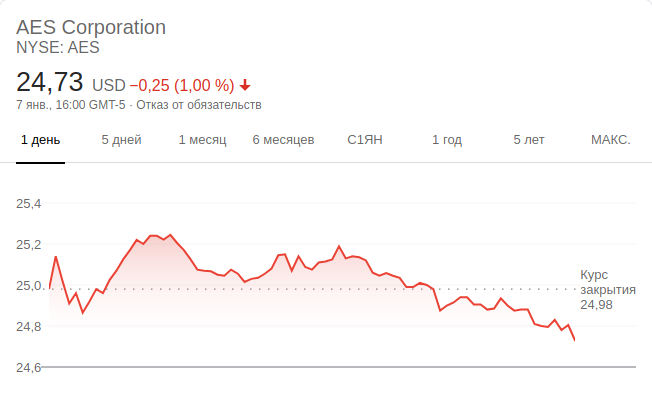 AES Corporation
NYSE: AES
24,73 USD −0,25 (1,00 %)
7 янв., 16:00 GMT-5 · Отказ от обязательств
1 день 5 дней 1 месяц 6 месяцев С1ЯН 1 год 5 лет МАКС.
25,4
25,2
25,0
24,8
24,6
Курс
закрытия
24,98